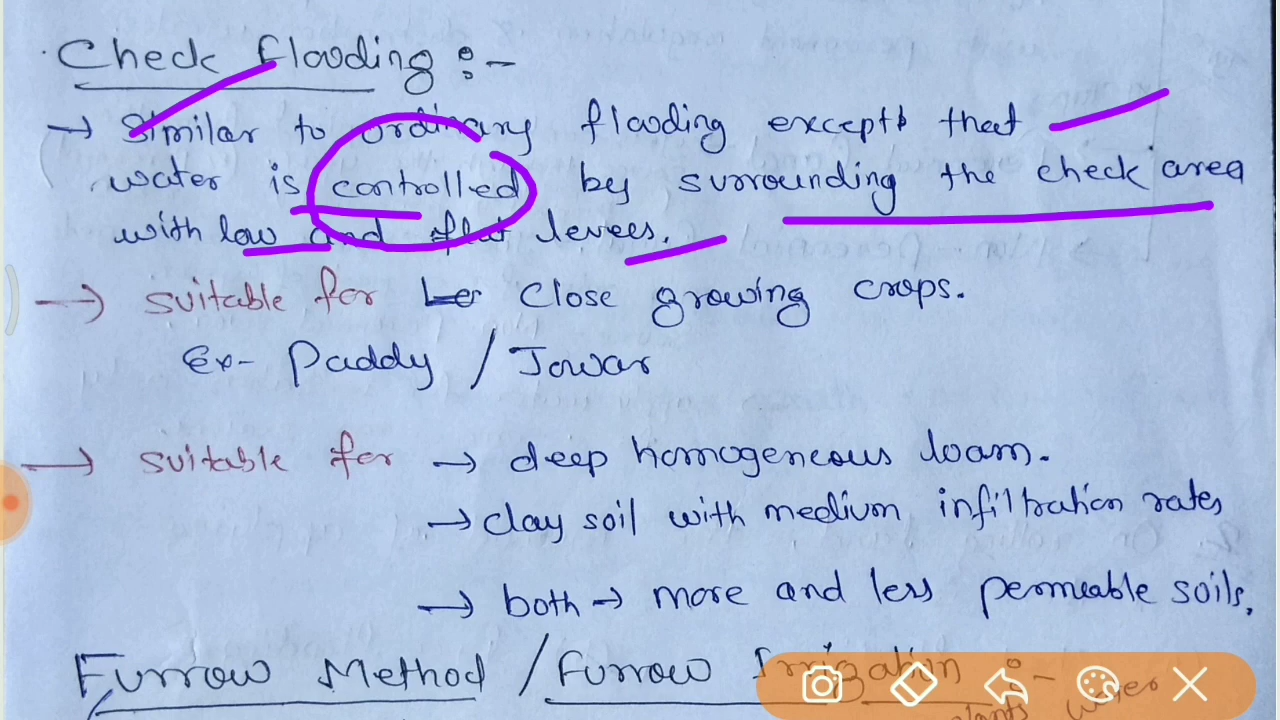 Check flooding :-
→ Similar to ordinary flooding except that
water is controlled by surrounding the check area
with low and flat levees.
→ suitable for close growing crops.
Ex- Paddy / Jowar
→ suitable for → deep homogeneous loam.
→ clay soil with medium infiltration rates
→ both → more and less permeable soils,
Furrow Method / Furrow Irrigation :-
water